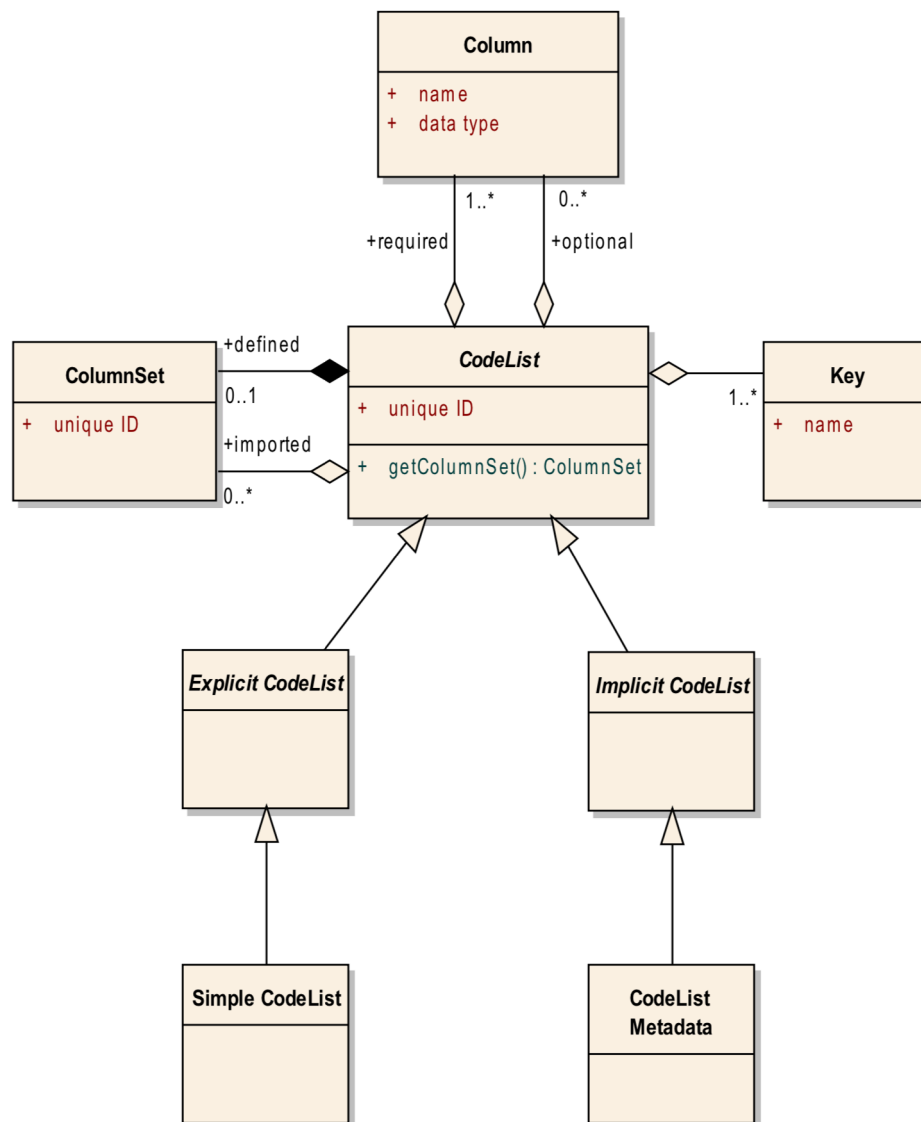 Column
+ name
+ data type
1..*
0..*
+required
+optional
+defined
0..1
+imported
0..*
ColumnSet
+ unique ID
CodeList
+ unique ID
+ getColumnSet() : ColumnSet
1..*
Key
+ name
Explicit CodeList
Implicit CodeList
Simple CodeList
CodeList
Metadata